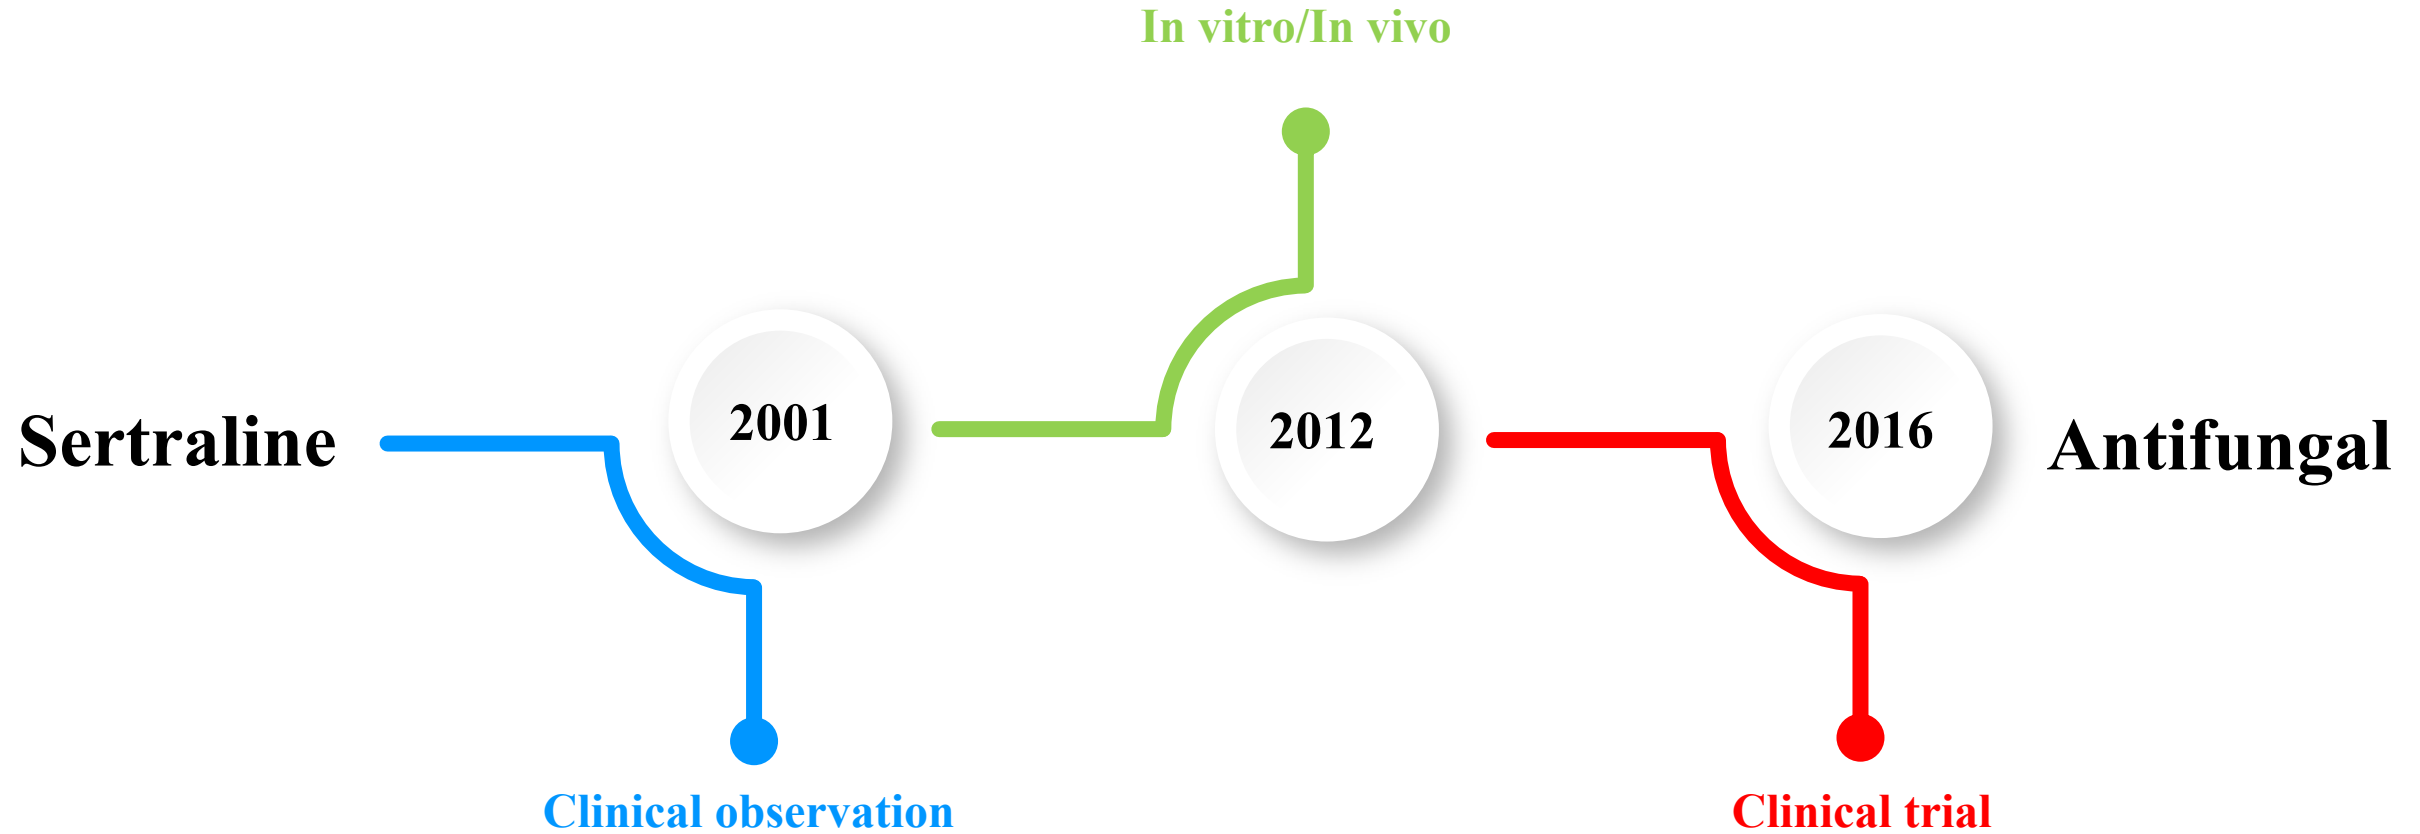 In vitro/In vivo
2001
2012
2016
Sertraline
Antifungal
Clinical observation
Clinical trial